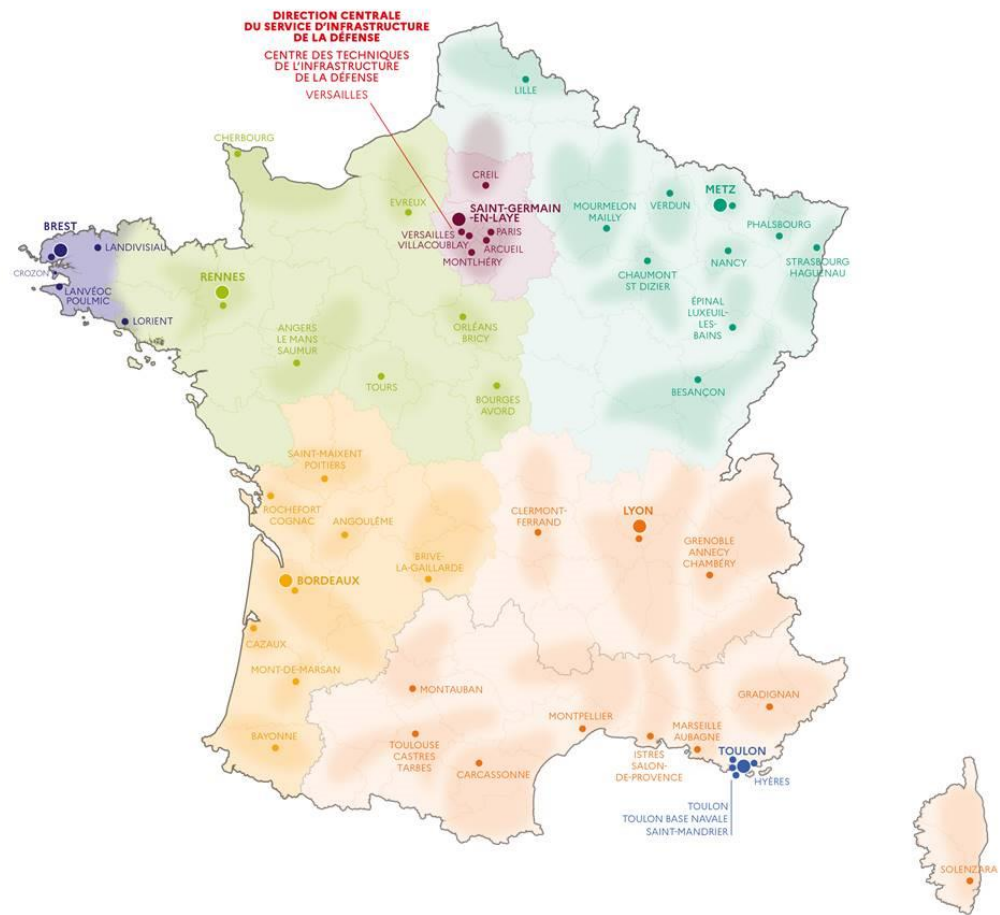 DIRECTION CENTRALE
DU SERVICE D'INFRASTRUCTURE
DE LA DÉFENSE
CENTRE DES TECHNIQUES
DE L'INFRASTRUCTURE
DE LA DÉFENSE
VERSAILLES
LILLE
CHERBOURG
CREIL
EVREUX
SAINT-GERMAIN
-EN-LAYE
VERSAILLES
VILLACOUBLAY
PARIS
ARCUEIL
MONTLHÉRY
MOURMELON
MAILLY
VERDUN
METZ
PHALSBOURG
STRASBOURG
HAGUENAU
NANCY
CHAUMONT
ST DIZIER
ÉPINAL
LUXEUIL-
LES-
BAINS
BESANÇON
BREST
LANDIVISIAU
CROZON
LANVÉOC
POULMIC
LORIENT
RENNES
ANGERS
LE MANS
SAUMUR
ORLÉANS
BRICY
TOURS
BOURGES
AVORD
SAINT-MAIXENT
POITIERS
ROCHEFORT
COGNAC
ANGOULÊME
BRIVE-
LA-GAILLARDE
BORDEAUX
CAZAUX
MONT-DE-MARSAN
BAYONNE
CLERMONT-
FERRAND
LYON
GRENOBLE
ANNECY
CHAMBÉRY
MONTAUBAN
TOULOUSE
CASTRES
TARBES
CARCASSONNE
MONTPELLIER
ISTRES
SALON-
DE-PROVENCE
MARSEILLE
AUBAGNE
GRADIGNAN
TOULON
HYÈRES
TOULON
TOULON BASE NAVALE
SAINT-MANDRIER
SOLENZARA